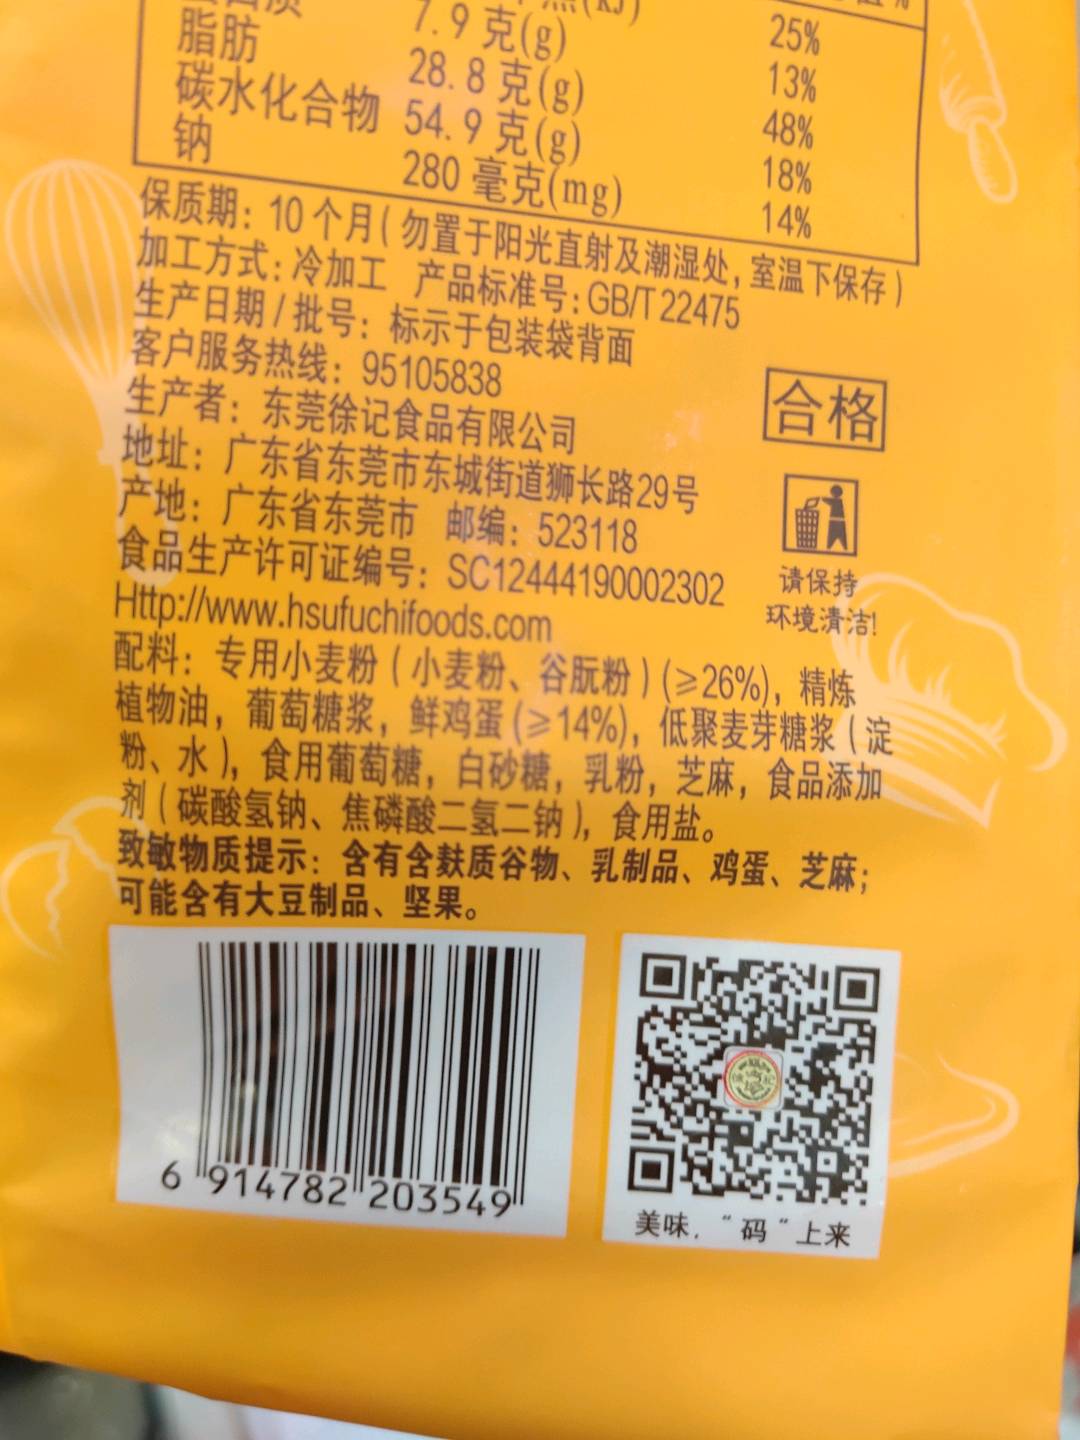 7.9 克(g)
25%
脂肪
28.8 克(g)
13%
碳水化合物
54.9 克(g)
48%
钠
280 毫克(mg)
18%
14%
保质期：10个月(勿置于阳光直射及潮湿处,室温下保存)
加工方式：冷加工 产品标准号：GB/T 22475
生产日期/批号：标示于包装袋背面
客户服务热线：95105838
生产者：东莞徐记食品有限公司
地址：广东省东莞市东城街道狮长路29号
产地：广东省东莞市 邮编：523118
食品生产许可证编号：SC12444190002302
Http://www.hsufuchifoods.com
合格
请保持
环境清洁!
配料：专用小麦粉（小麦粉、谷朊粉）(≥26%)，精炼
植物油，葡萄糖浆，鲜鸡蛋(≥14%)，低聚麦芽糖浆（淀
粉、水），食用葡萄糖，白砂糖，乳粉，芝麻，食品添加
剂（碳酸氢钠、焦磷酸二氢二钠），食用盐。
致敏物质提示：含有含麸质谷物、乳制品、鸡蛋、芝麻；
可能含有大豆制品、坚果。
6 914782 203549
美味，“码”上来